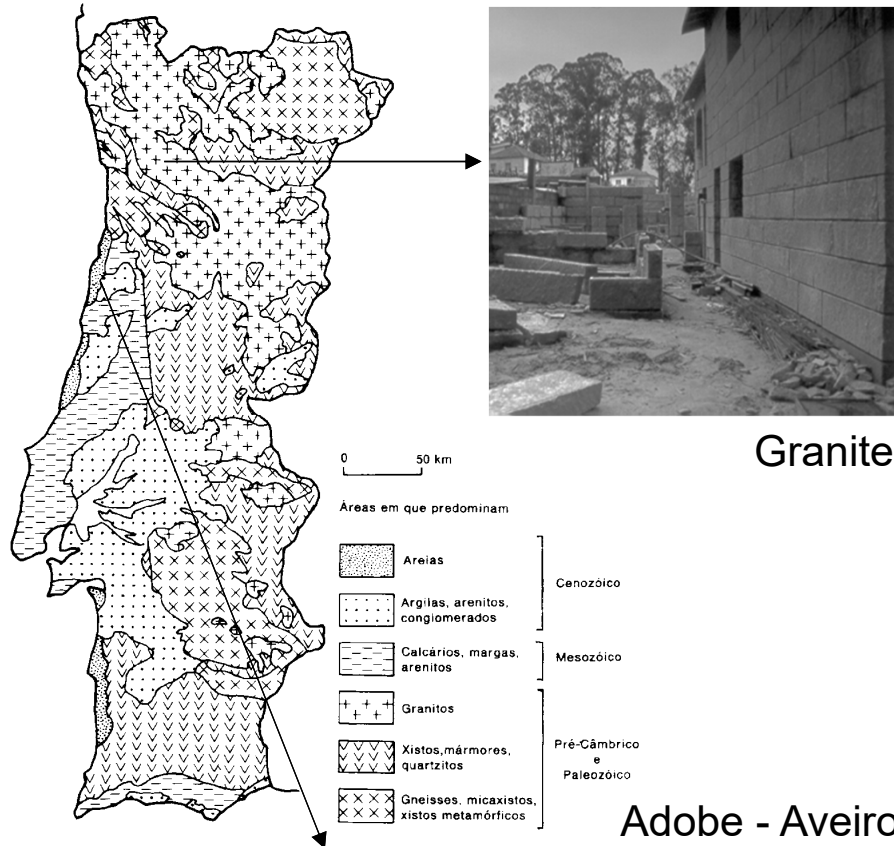 Granite
0 50 km
Áreas em que predominam
Areias
Argilas, arenitos,
conglomerados
Cenozóico
Calcários, margas,
arenitos
Mesozóico
Granitos
Xistos,mármores,
quartzitos
Pré-Câmbrico
e
Paleozóico
Gneisses, micaxistos,
xistos metamórficos
Adobe - Aveiro